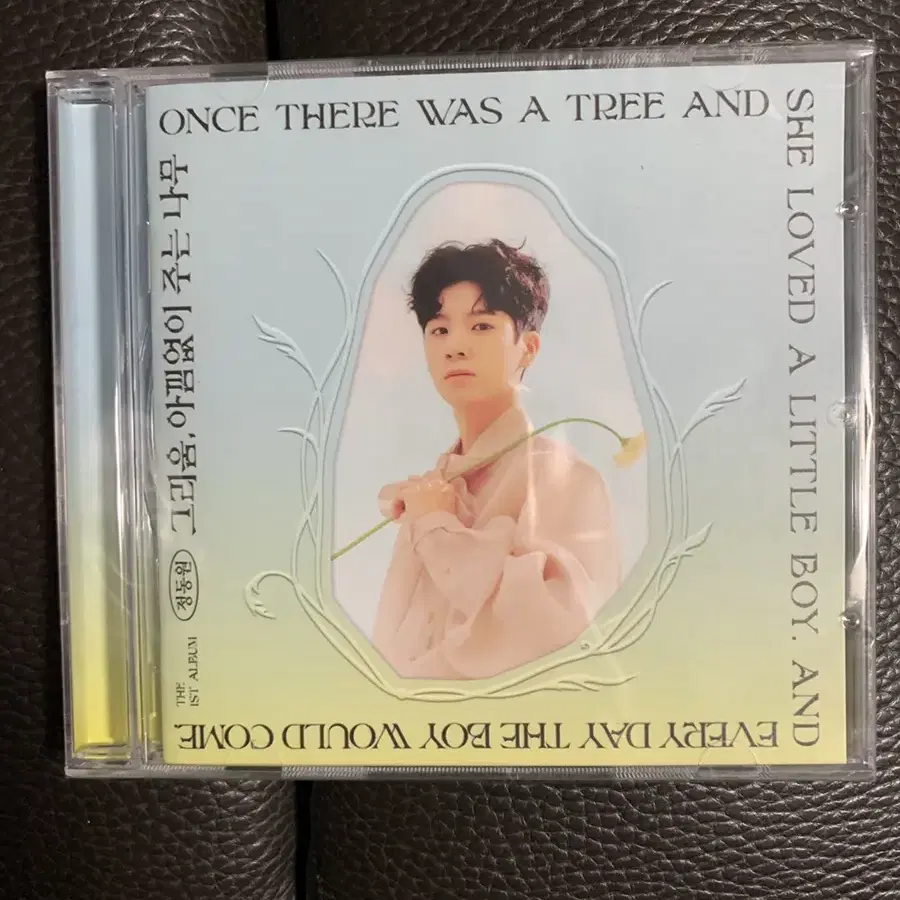 ONCE THERE WAS A TREE AND
SHE LOVED A LITTLE BOY. AND
EVERY DAY THE BOY WOULD COME,
THE
1ST ALBUM
정동원
그리움, 아낌없이 주는 나무